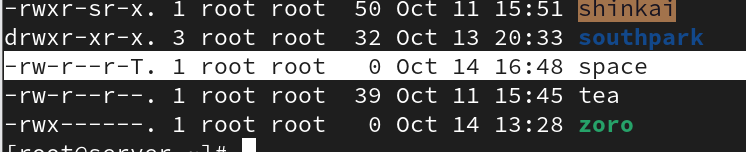 -rwxr-sr-x. 1 root root 50 Oct 11 15:51 shinkai
drwxr-xr-x. 3 root root 32 Oct 13 20:33 southpark
-rw-r--r-T. 1 root root 0 Oct 14 16:48 space
-rw-r--r--. 1 root root 39 Oct 11 15:45 tea
-rwx------. 1 root root 0 Oct 14 13:28 zoro
[root@server ~]#